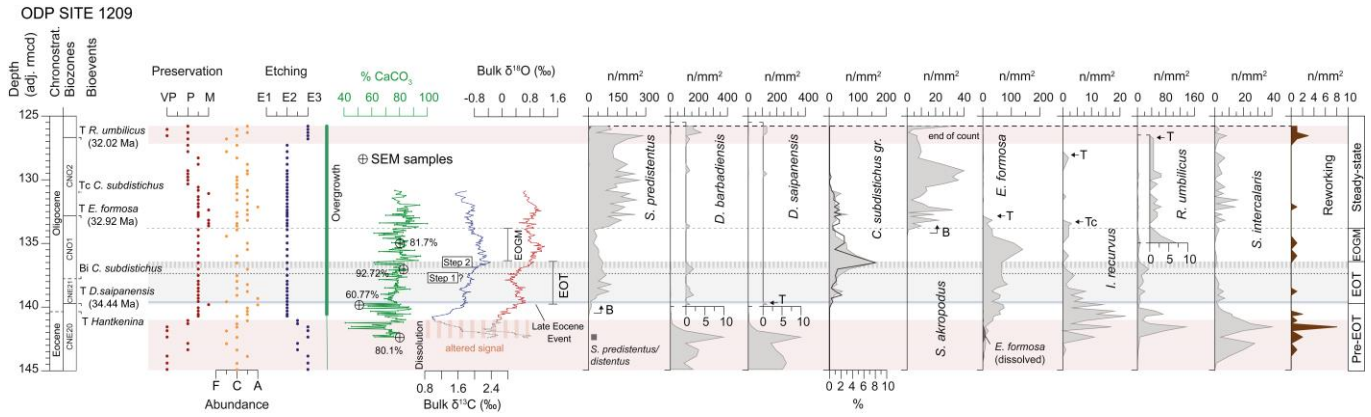 ODP SITE 1209
Depth (adj. rmcd)
Chronostrat.
Biozones
Bioevents
Preservation
VP P M
Etching
E1 E2 E3
% CaCO3
40 60 80 100
Bulk δ18O (‰)
-0.8 0 0.8 1.6
n/mm²
0 150 300
n/mm²
0 200 400
n/mm²
0 200 400
n/mm²
0 60 160
n/mm²
0 20 40
n/mm²
0 100 200
n/mm²
0 20 40
n/mm²
0 80 160
n/mm²
0 20 40
n/mm²
0 2 4 6 8 10
125
130
135
140
145
Oligocene
Eocene
CNO2
CNO1
CNE21
CNE20
T R. umbilicus
(32.02 Ma)
Tc C. subdistichus
T E. formosa
(32.92 Ma)
Bi C. subdistichus
T D.saipanensis
(34.44 Ma)
T Hantkenina
F C A
Abundance
Overgrowth
Dissolution
SEM samples
81.7%
92.72%
60.77%
80.1%
Step 2
Step 1 ?
EOGM
EOT
Late Eocene
Event
altered signal
0.8 1.6 2.4
Bulk δ13C (‰)
S. predistentus
B
S. predistentus/
distentus
D. barbadiensis
0 5 10
D. saipanensis
T
0 5 10
C. subdistichus gr.
0 2 4 6 8 10
%
end of count
S. akropodus
B
E. formosa
T
E. formosa
(dissolved)
I. recurvus
T
Tc
R. umbilicus
T
0 5 10
S. intercalaris
Reworking
EOGM
EOT
Pre-EOT
Steady-state